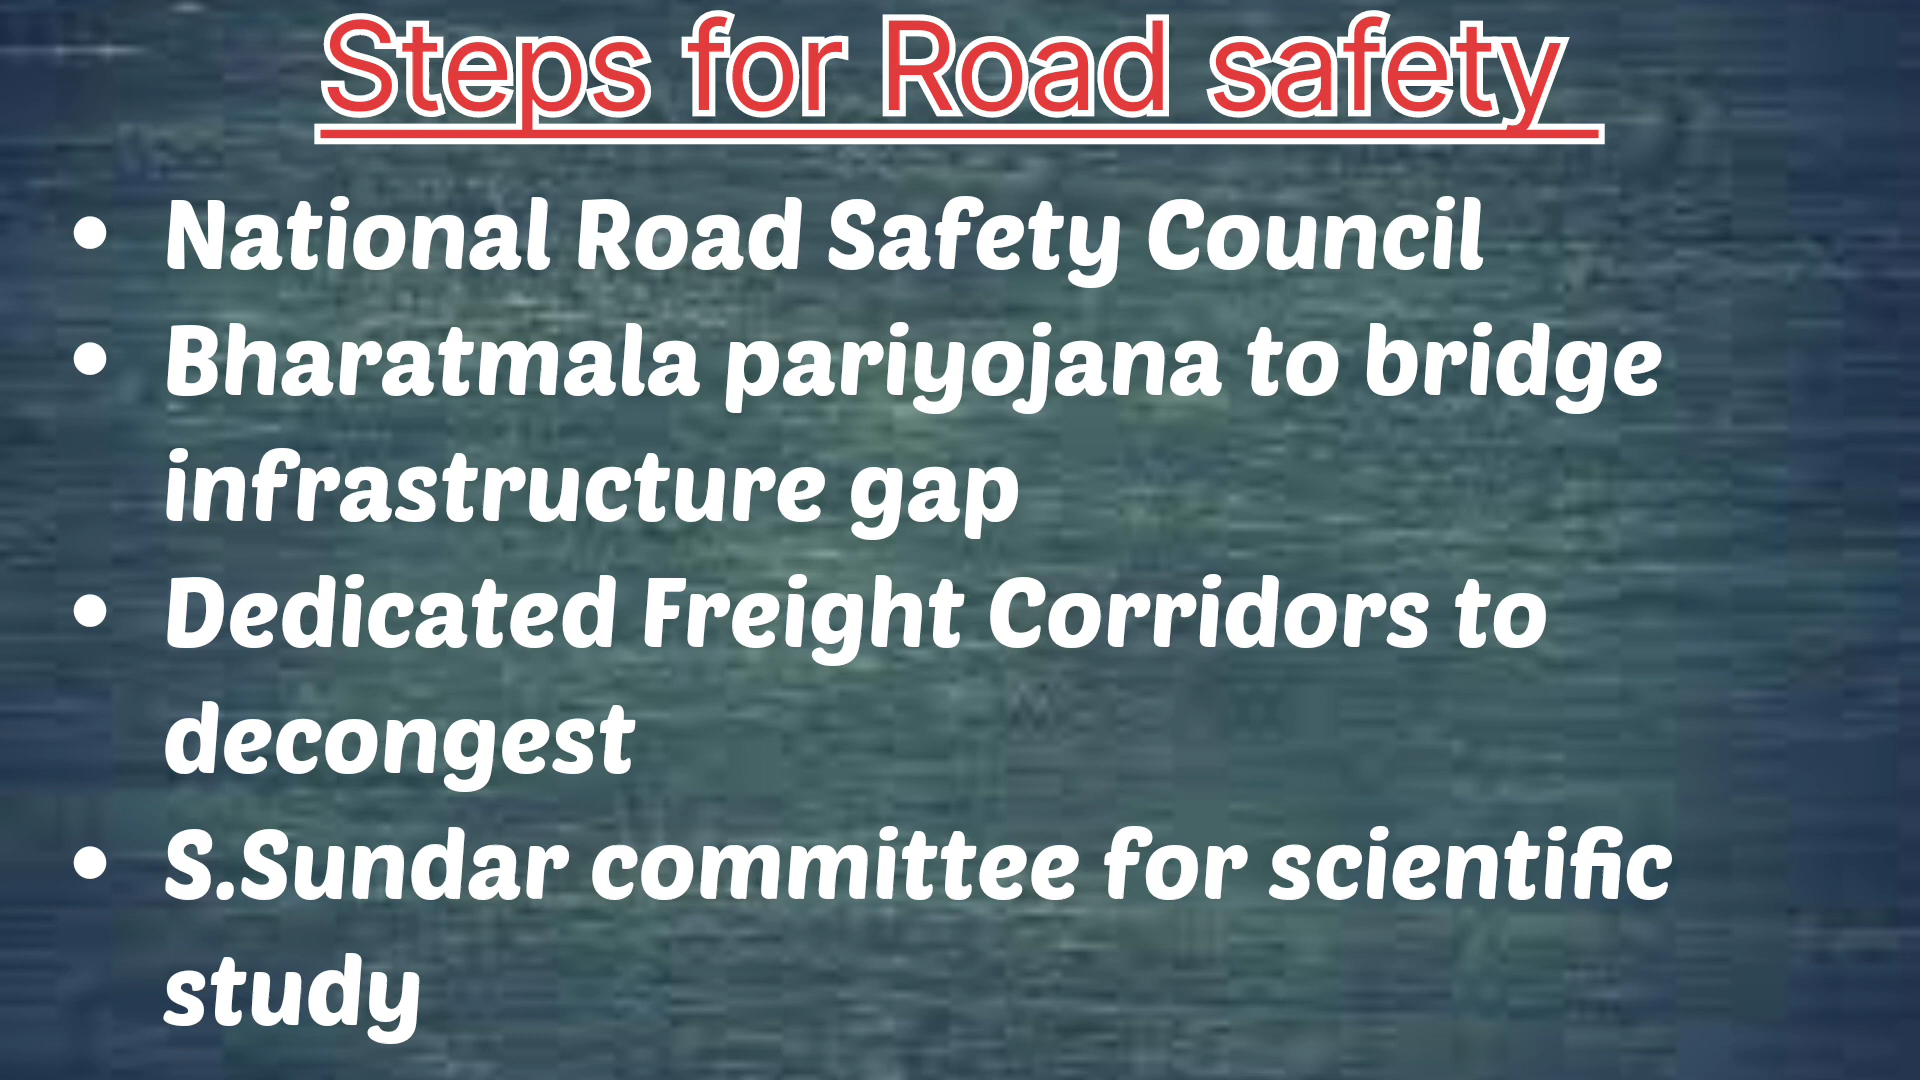 Steps for Road safety
• National Road Safety Council
• Bharatmala pariyojana to bridge
infrastructure gap
• Dedicated Freight Corridors to
decongest
• S.Sundar committee for scientific
study